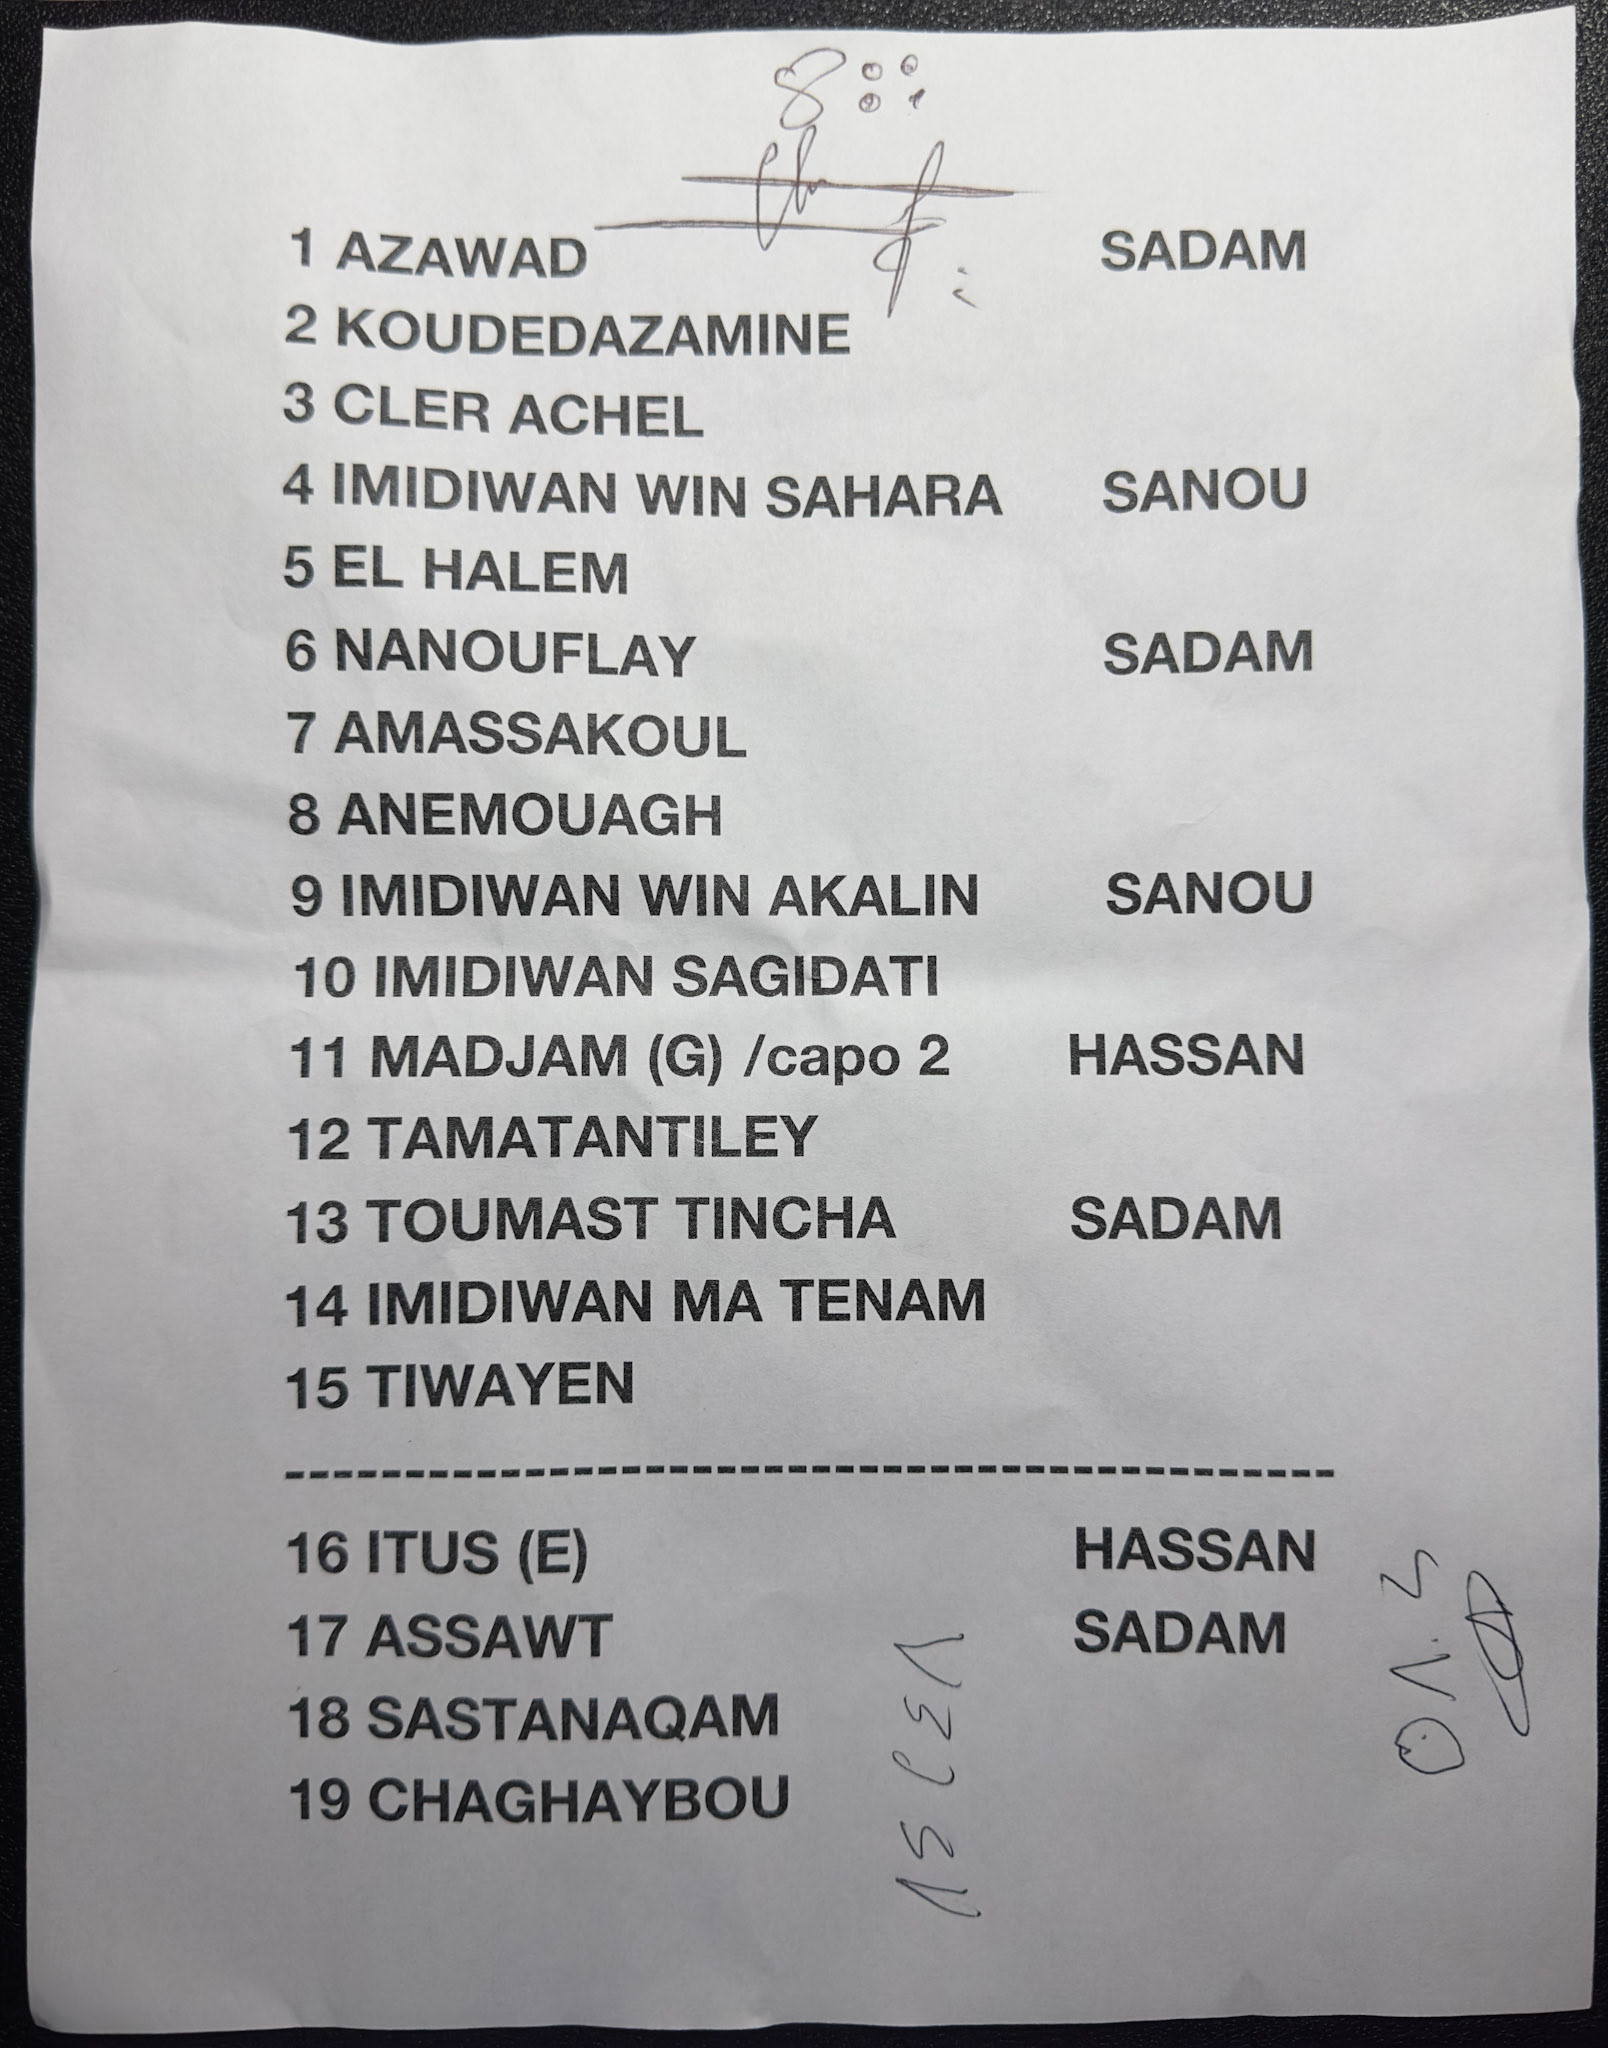 1 AZAWAD SADAM
2 KOUDEDAZAMINE
3 CLER ACHEL
4 IMIDIWAN WIN SAHARA SANOU
5 EL HALEM
6 NANOUFLAY SADAM
7 AMASSAKOUL
8 ANEMOUAGH
9 IMIDIWAN WIN AKALIN SANOU
10 IMIDIWAN SAGIDATI
11 MADJAM (G) /capo 2 HASSAN
12 TAMATANTILEY
13 TOUMAST TINCHA SADAM
14 IMIDIWAN MA TENAM
15 TIWAYEN
---------------------------------------------
16 ITUS (E) HASSAN
17 ASSAWT SADAM
18 SASTANAQAM
19 CHAGHAYBOU